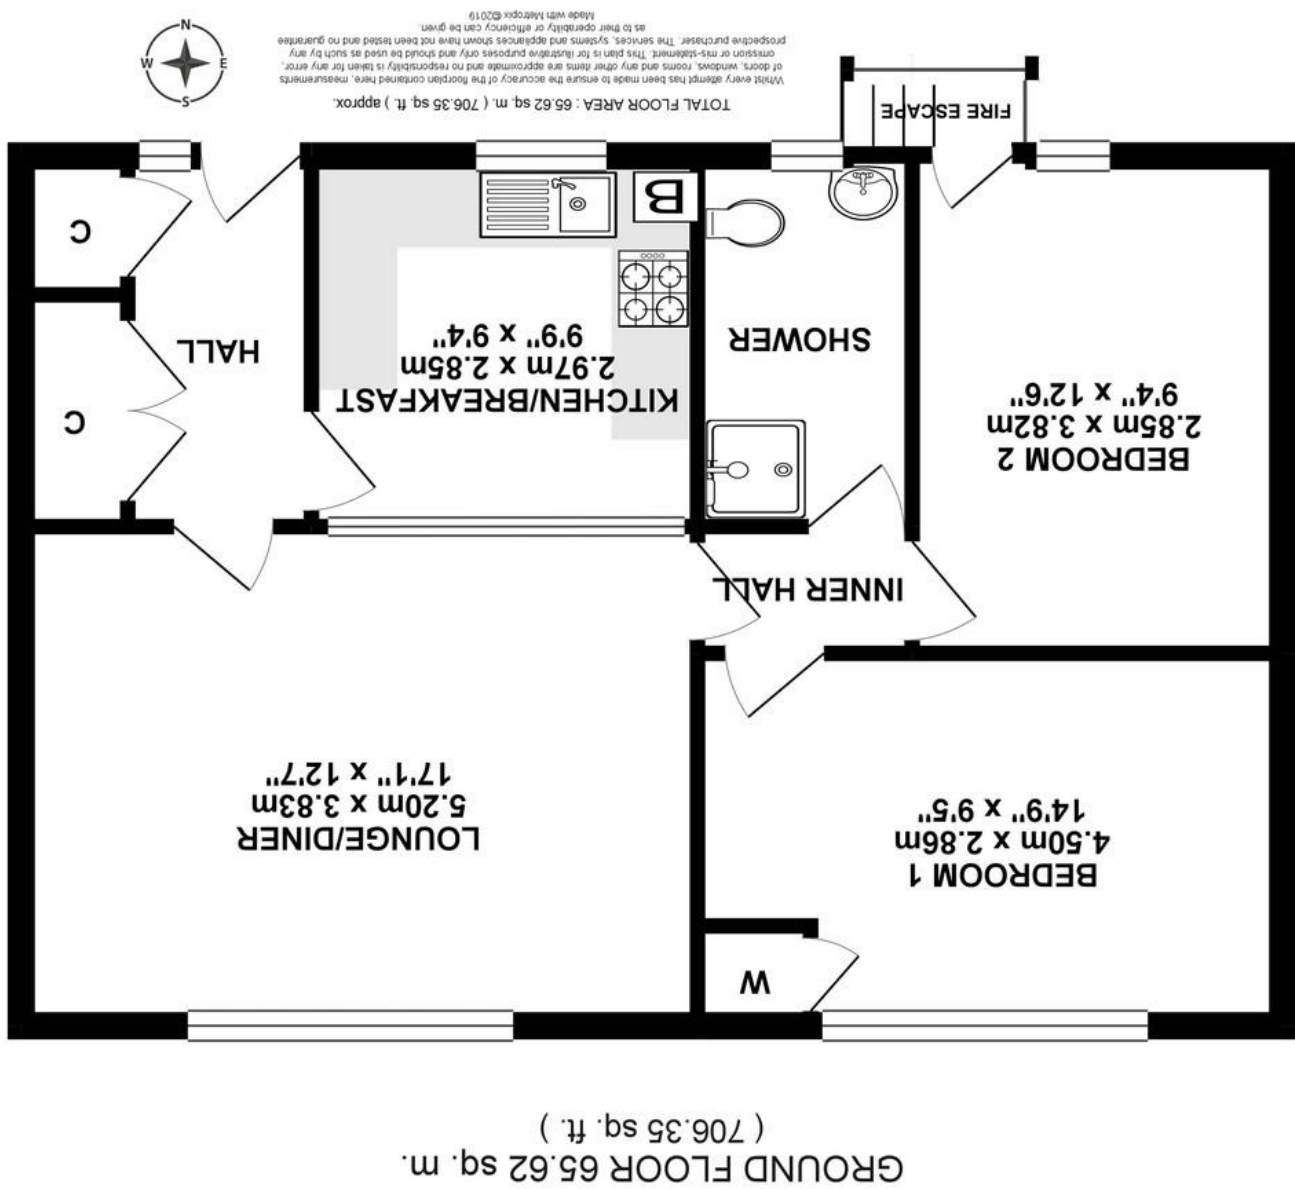 GROUND FLOOR 65.62 sq. m.
( 706.35 sq. ft. )
W
BEDROOM 1
4.50m x 2.86m
14'9" x 9'5"
LOUNGE/DINER
5.20m x 3.83m
17'1" x 12'7"
INNER HALL
BEDROOM 2
2.85m x 3.82m
9'4" x 12'6"
SHOWER
KITCHEN/BREAKFAST
2.97m x 2.85m
9'9" x 9'4"
B
HALL
C
C
FIRE ESCAPE
TOTAL FLOOR AREA : 65.62 sq. m. ( 706.35 sq. ft. ) approx.
Whilst every attempt has been made to ensure the accuracy of the floorplan contained here, measurements
of doors, windows, rooms and any other items are approximate and no responsibility is taken for any error,
omission or mis-statement. This plan is for illustrative purposes only and should be used as such by any
prospective purchaser. The services, systems and appliances shown have not been tested and no guarantee
as to their operability or efficiency can be given.
Made with Metropix ©2019
N
W E
S